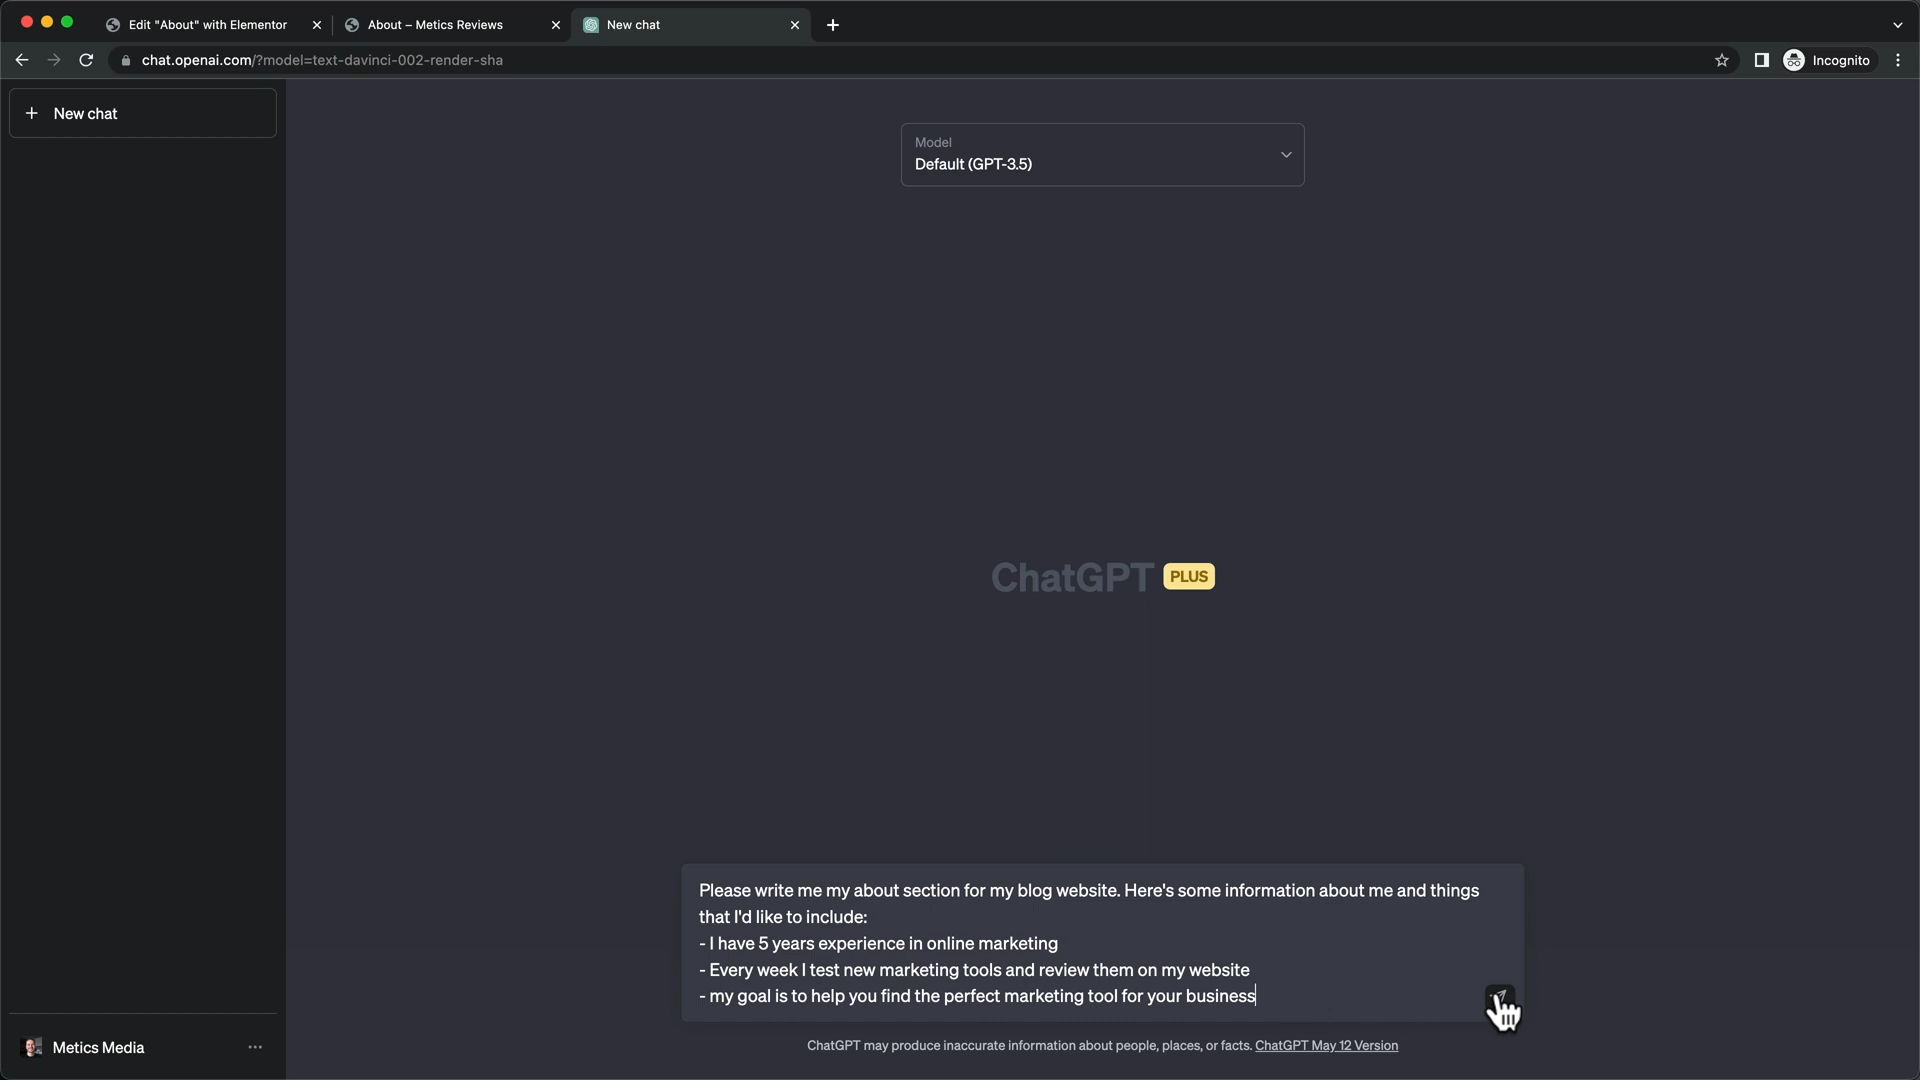 Edit "About" with Elementor
About – Metics Reviews
New chat
chat.openai.com/?model=text-davinci-002-render-sha
Incognito
New chat
Model
Default (GPT-3.5)
ChatGPT PLUS
Please write me my about section for my blog website. Here's some information about me and things
that I'd like to include:
- I have 5 years experience in online marketing
- Every week I test new marketing tools and review them on my website
- my goal is to help you find the perfect marketing tool for your business
Metics Media
ChatGPT may produce inaccurate information about people, places, or facts. ChatGPT May 12 Version